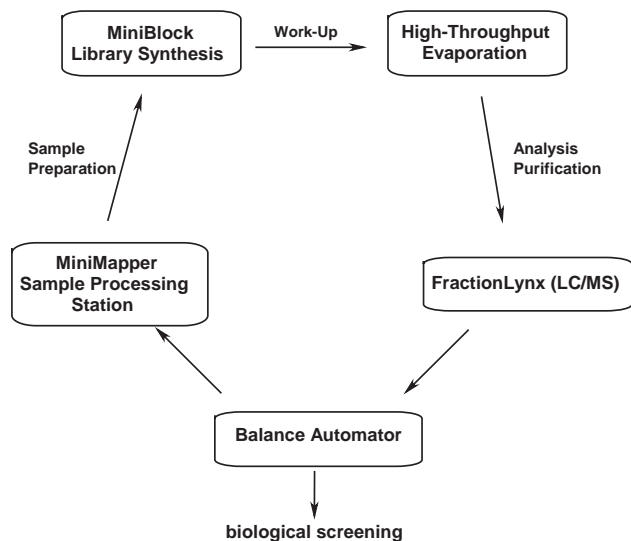 MiniBlock
Library Synthesis
Work-Up
High-Throughput
Evaporation
Sample
Preparation
Analysis
Purification
MiniMapper
Sample Processing
Station
FractionLynx (LC/MS)
Balance Automator
biological screening